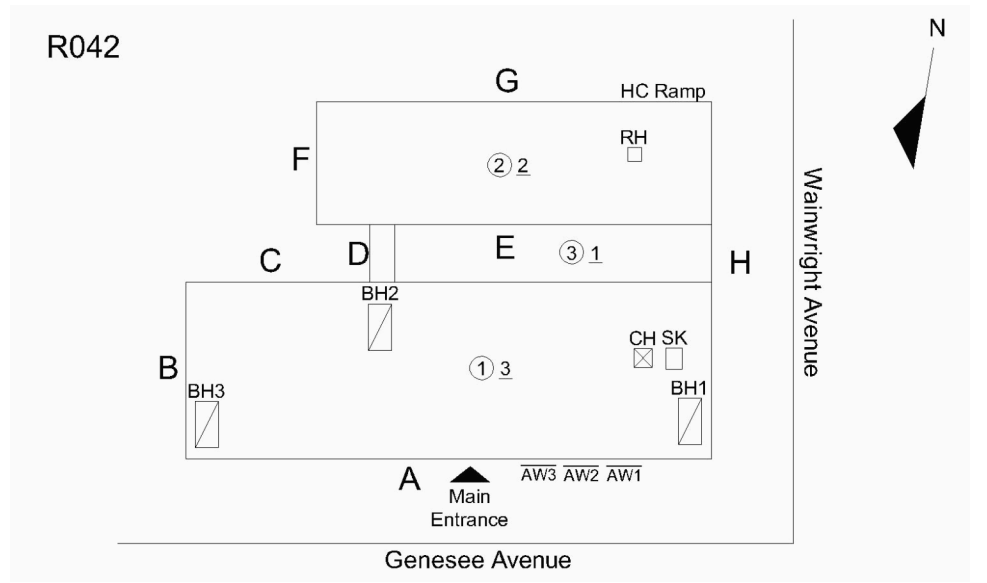 N
R042
G
HC Ramp
RH
F
② 2
D
E
③ 1
C
H
Wainwright Avenue
BH2
CH SK
① 3
B
BH3
BH1
A
AW3 AW2 AW1
Main
Entrance
Genesee Avenue